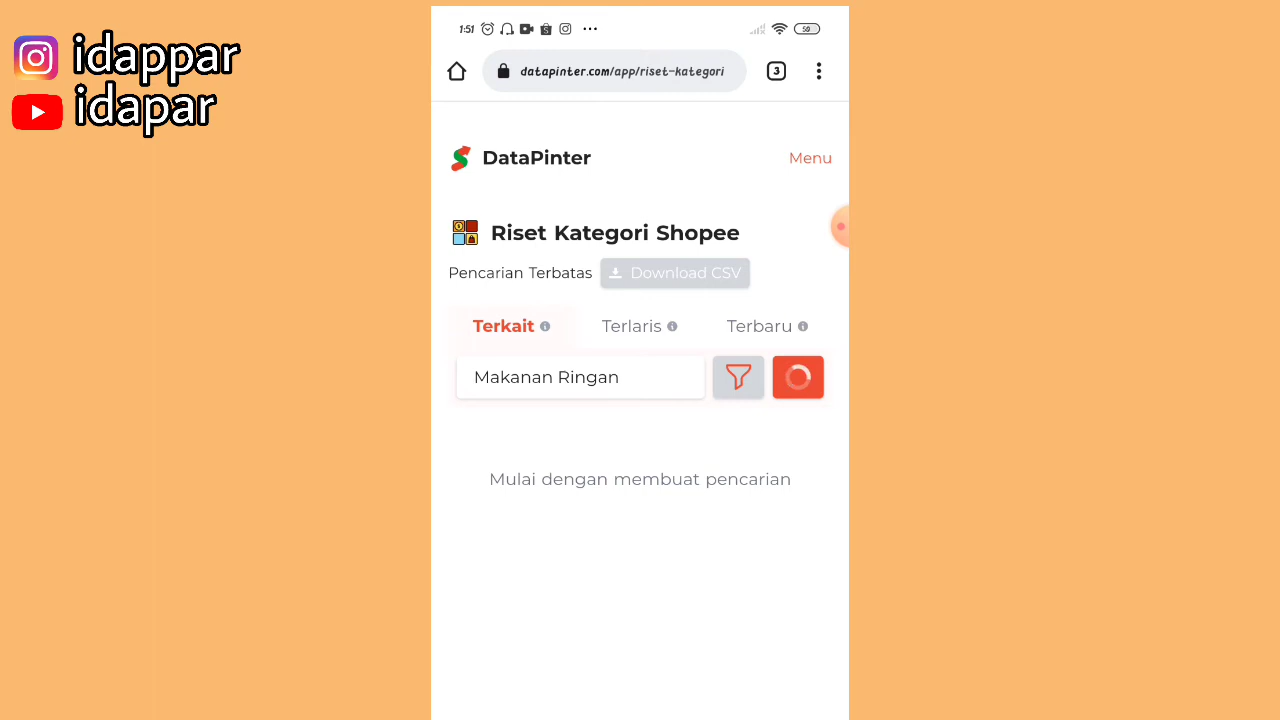 idappar
idapar
1:51 ... 50
datapinter.com/app/riset-kategori 3
DataPinter Menu
Riset Kategori Shopee
Pencarian Terbatas Download CSV
Terkait Terlaris Terbaru
Makanan Ringan
Mulai dengan membuat pencarian